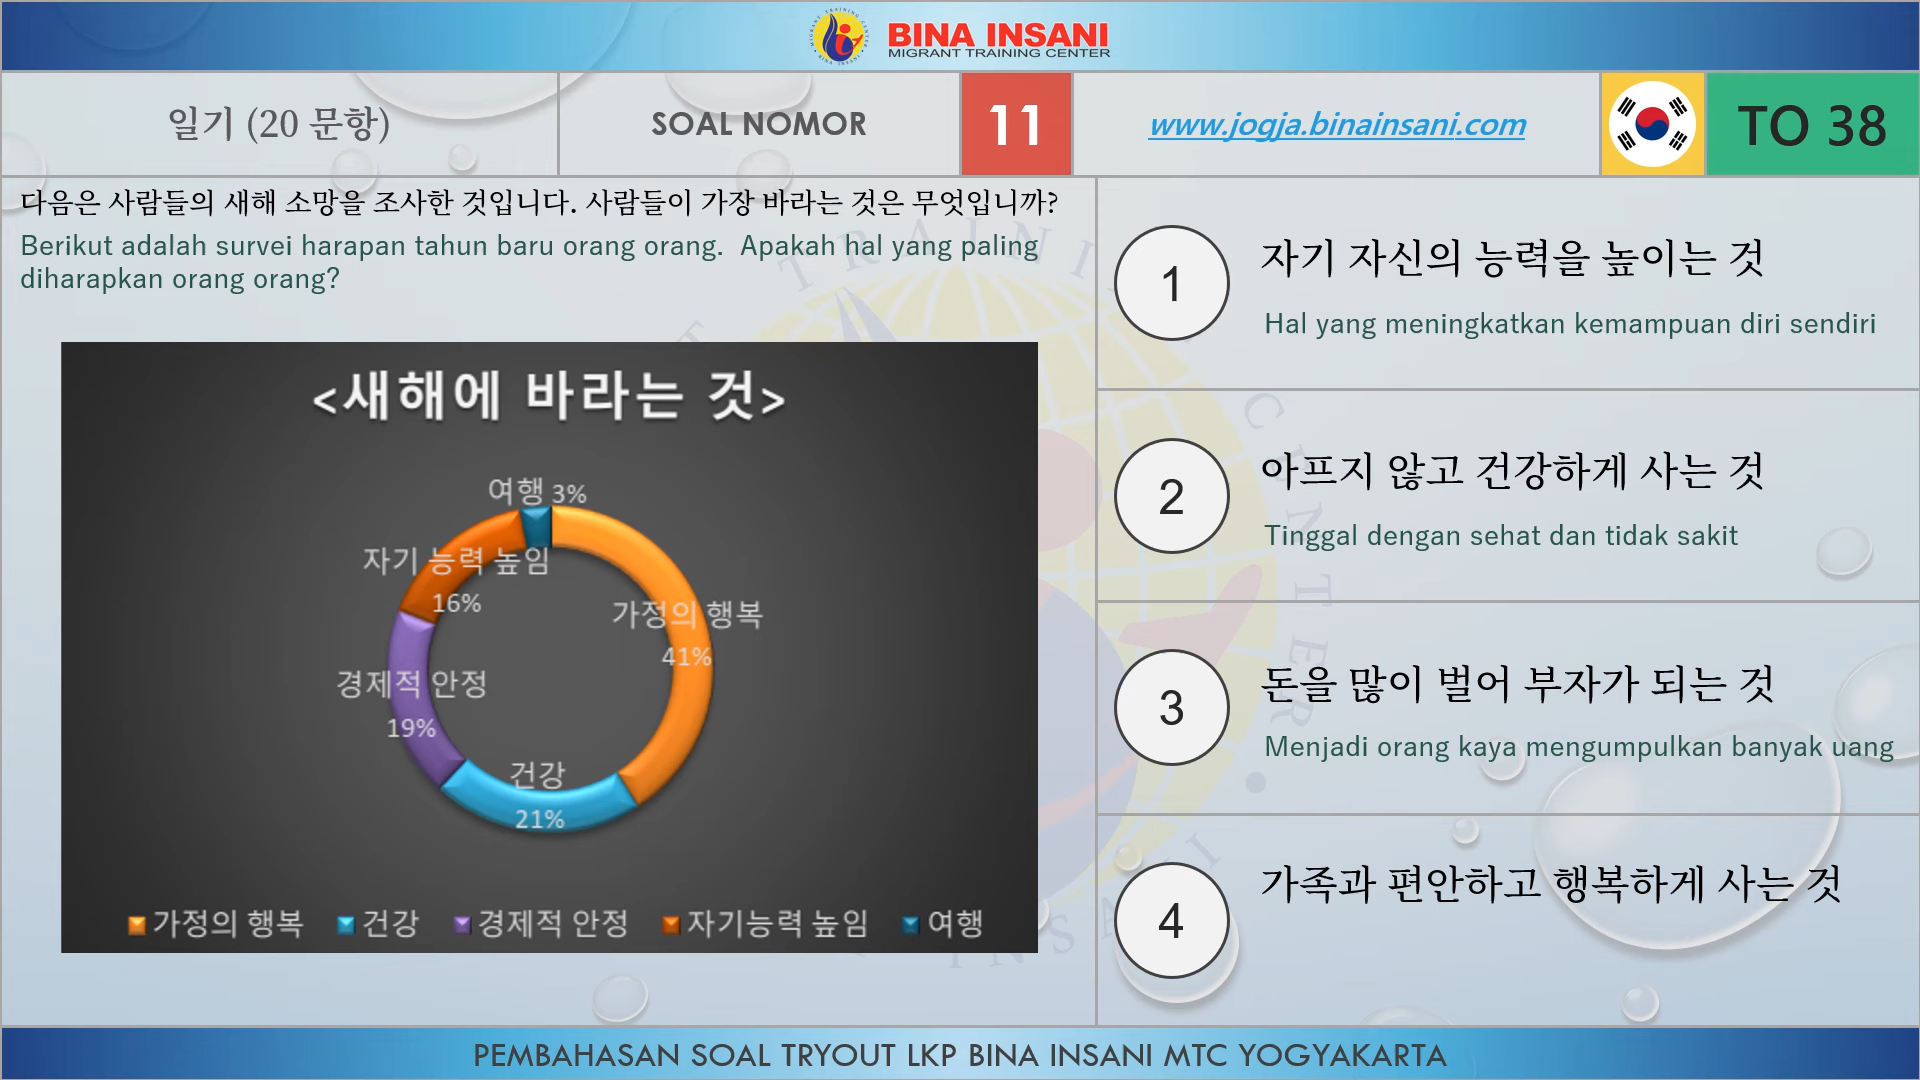 BINA INSANI
MIGRANT TRAINING CENTER
일기 (20 문항)
SOAL NOMOR
11
www.jogja.binainsani.com
TO 38
다음은 사람들의 새해 소망을 조사한 것입니다. 사람들이 가장 바라는 것은 무엇입니까?
Berikut adalah survei harapan tahun baru orang orang. Apakah hal yang paling
diharapkan orang orang?
<새해에 바라는 것>
여행 3%
자기 능력 높임
16%
가정의 행복
41%
경제적 안정
19%
건강
21%
가정의 행복
건강
경제적 안정
자기능력 높임
여행
1
자기 자신의 능력을 높이는 것
Hal yang meningkatkan kemampuan diri sendiri
2
아프지 않고 건강하게 사는 것
Tinggal dengan sehat dan tidak sakit
3
돈을 많이 벌어 부자가 되는 것
Menjadi orang kaya mengumpulkan banyak uang
4
가족과 편안하고 행복하게 사는 것
PEMBAHASAN SOAL TRYOUT LKP BINA INSANI MTC YOGYAKARTA